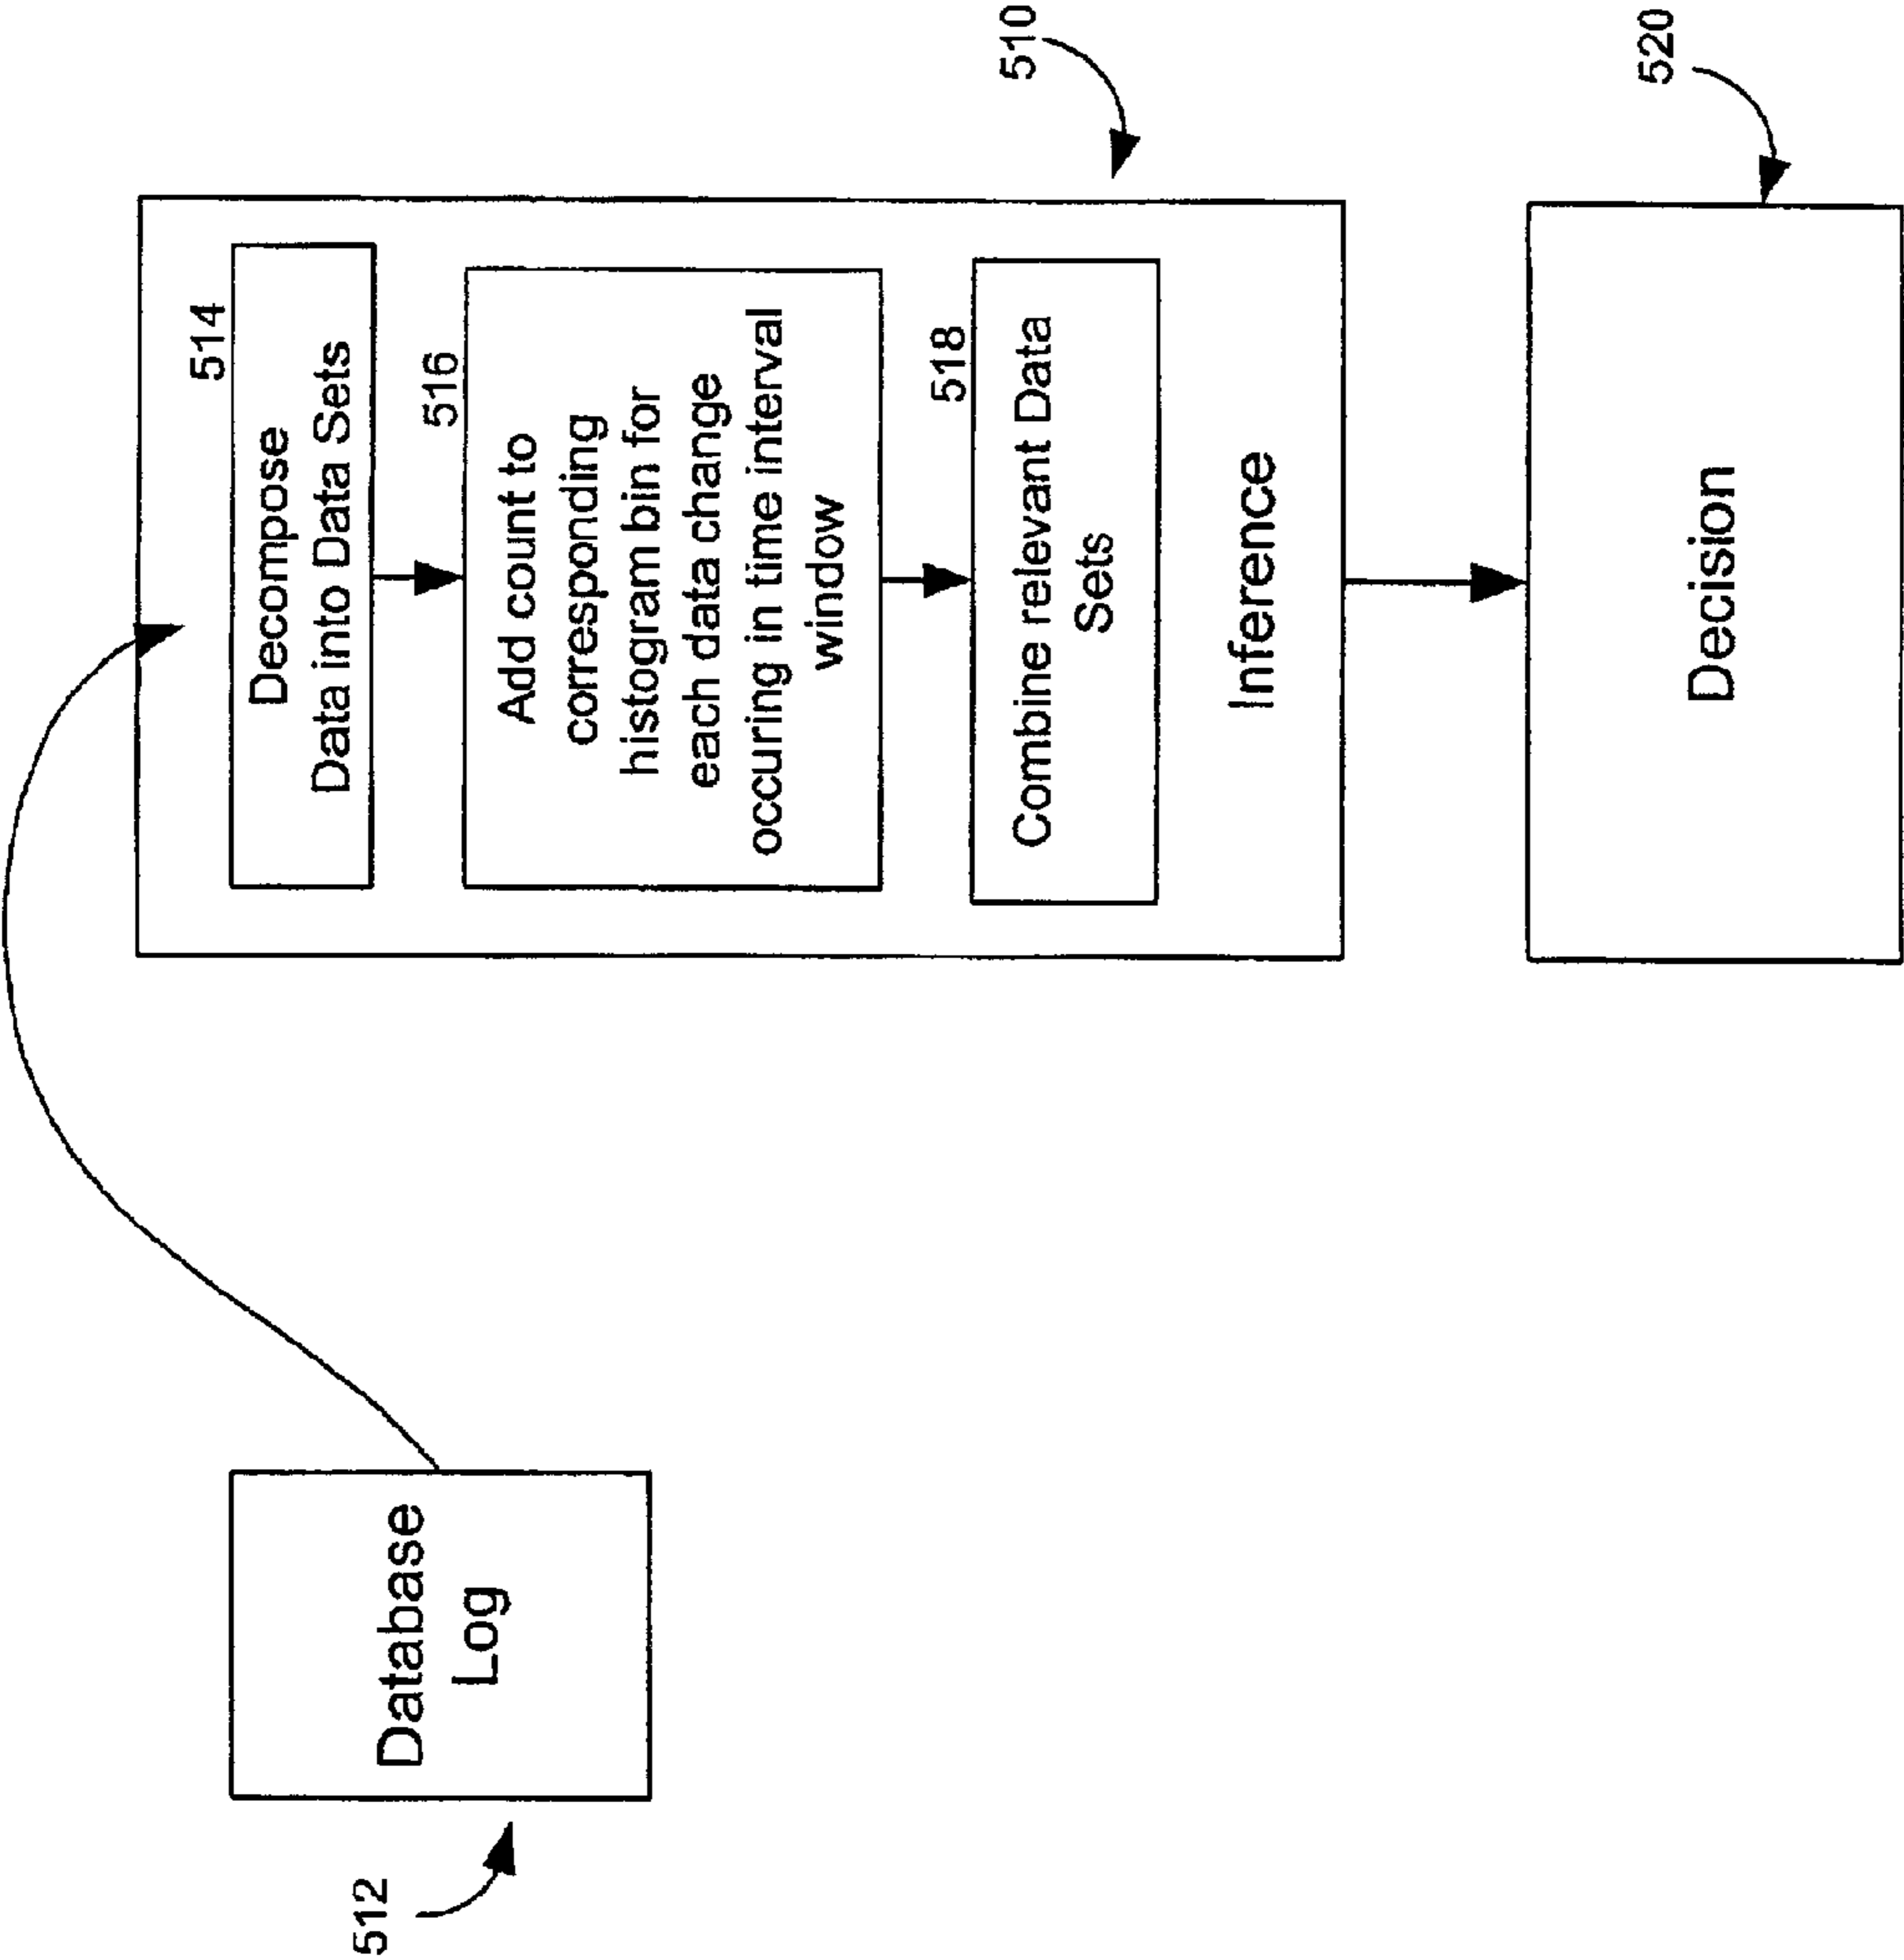 512
Database
Log
514
Decompose
Data into Data Sets
516
Add count to
corresponding
histogram bin for
each data change
occuring in time interval
window
518
Combine relevant Data
Sets
Inference
510
Decision
520